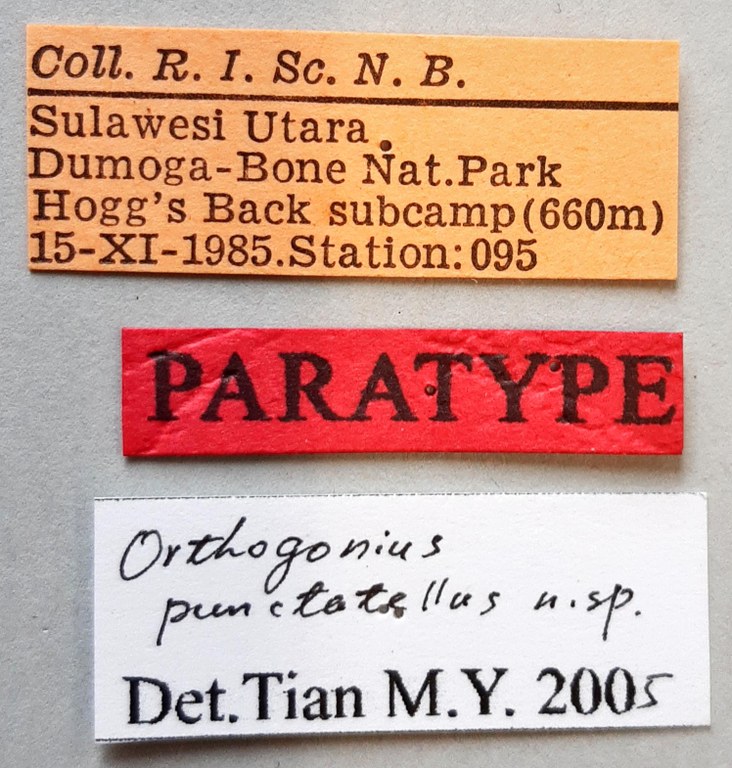 Coll. R. I. Sc. N. B.
Sulawesi Utara
Dumoga-Bone Nat.Park
Hogg's Back subcamp(660m)
15-XI-1985.Station:095
PARATYPE
Orthogonius
punctatellus n.sp.
Det.Tian M.Y. 2005